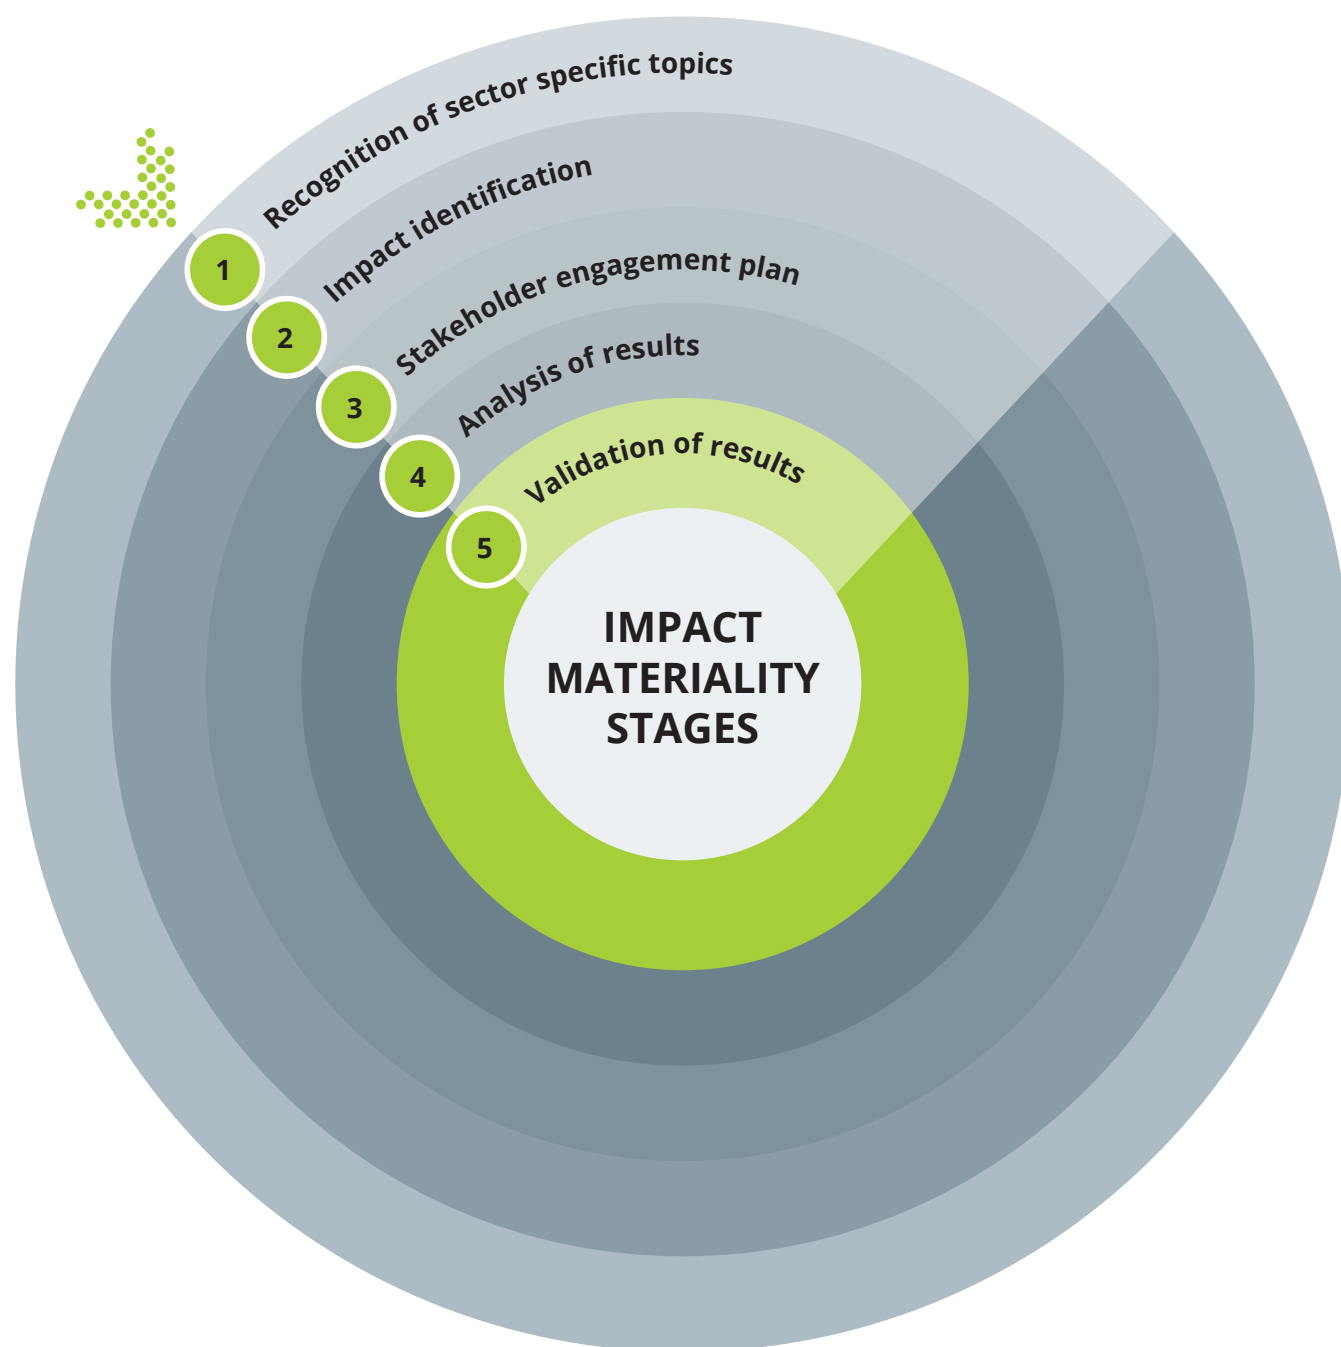 1 Recognition of sector specific topics
2 Impact identification
3 Stakeholder engagement plan
4 Analysis of results
5 Validation of results
IMPACT
MATERIALITY
STAGES